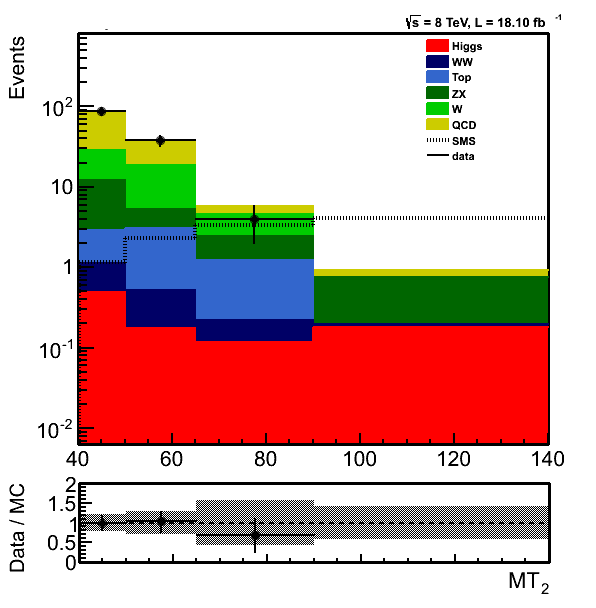 √s = 8 TeV, L = 18.10 fb⁻¹
Events
Higgs
WW
Top
ZX
W
QCD
SMS
data
10²
10
1
10⁻¹
10⁻²
40 60 80 100 120 140
Data / MC
2
1.5
1
0.5
0
MT₂